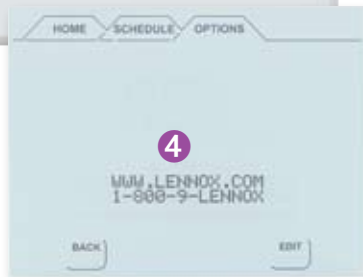 HOME SCHEDULE OPTIONS
4
WWW.LENNOX.COM
1-800-9-LENNOX
BACK EDIT